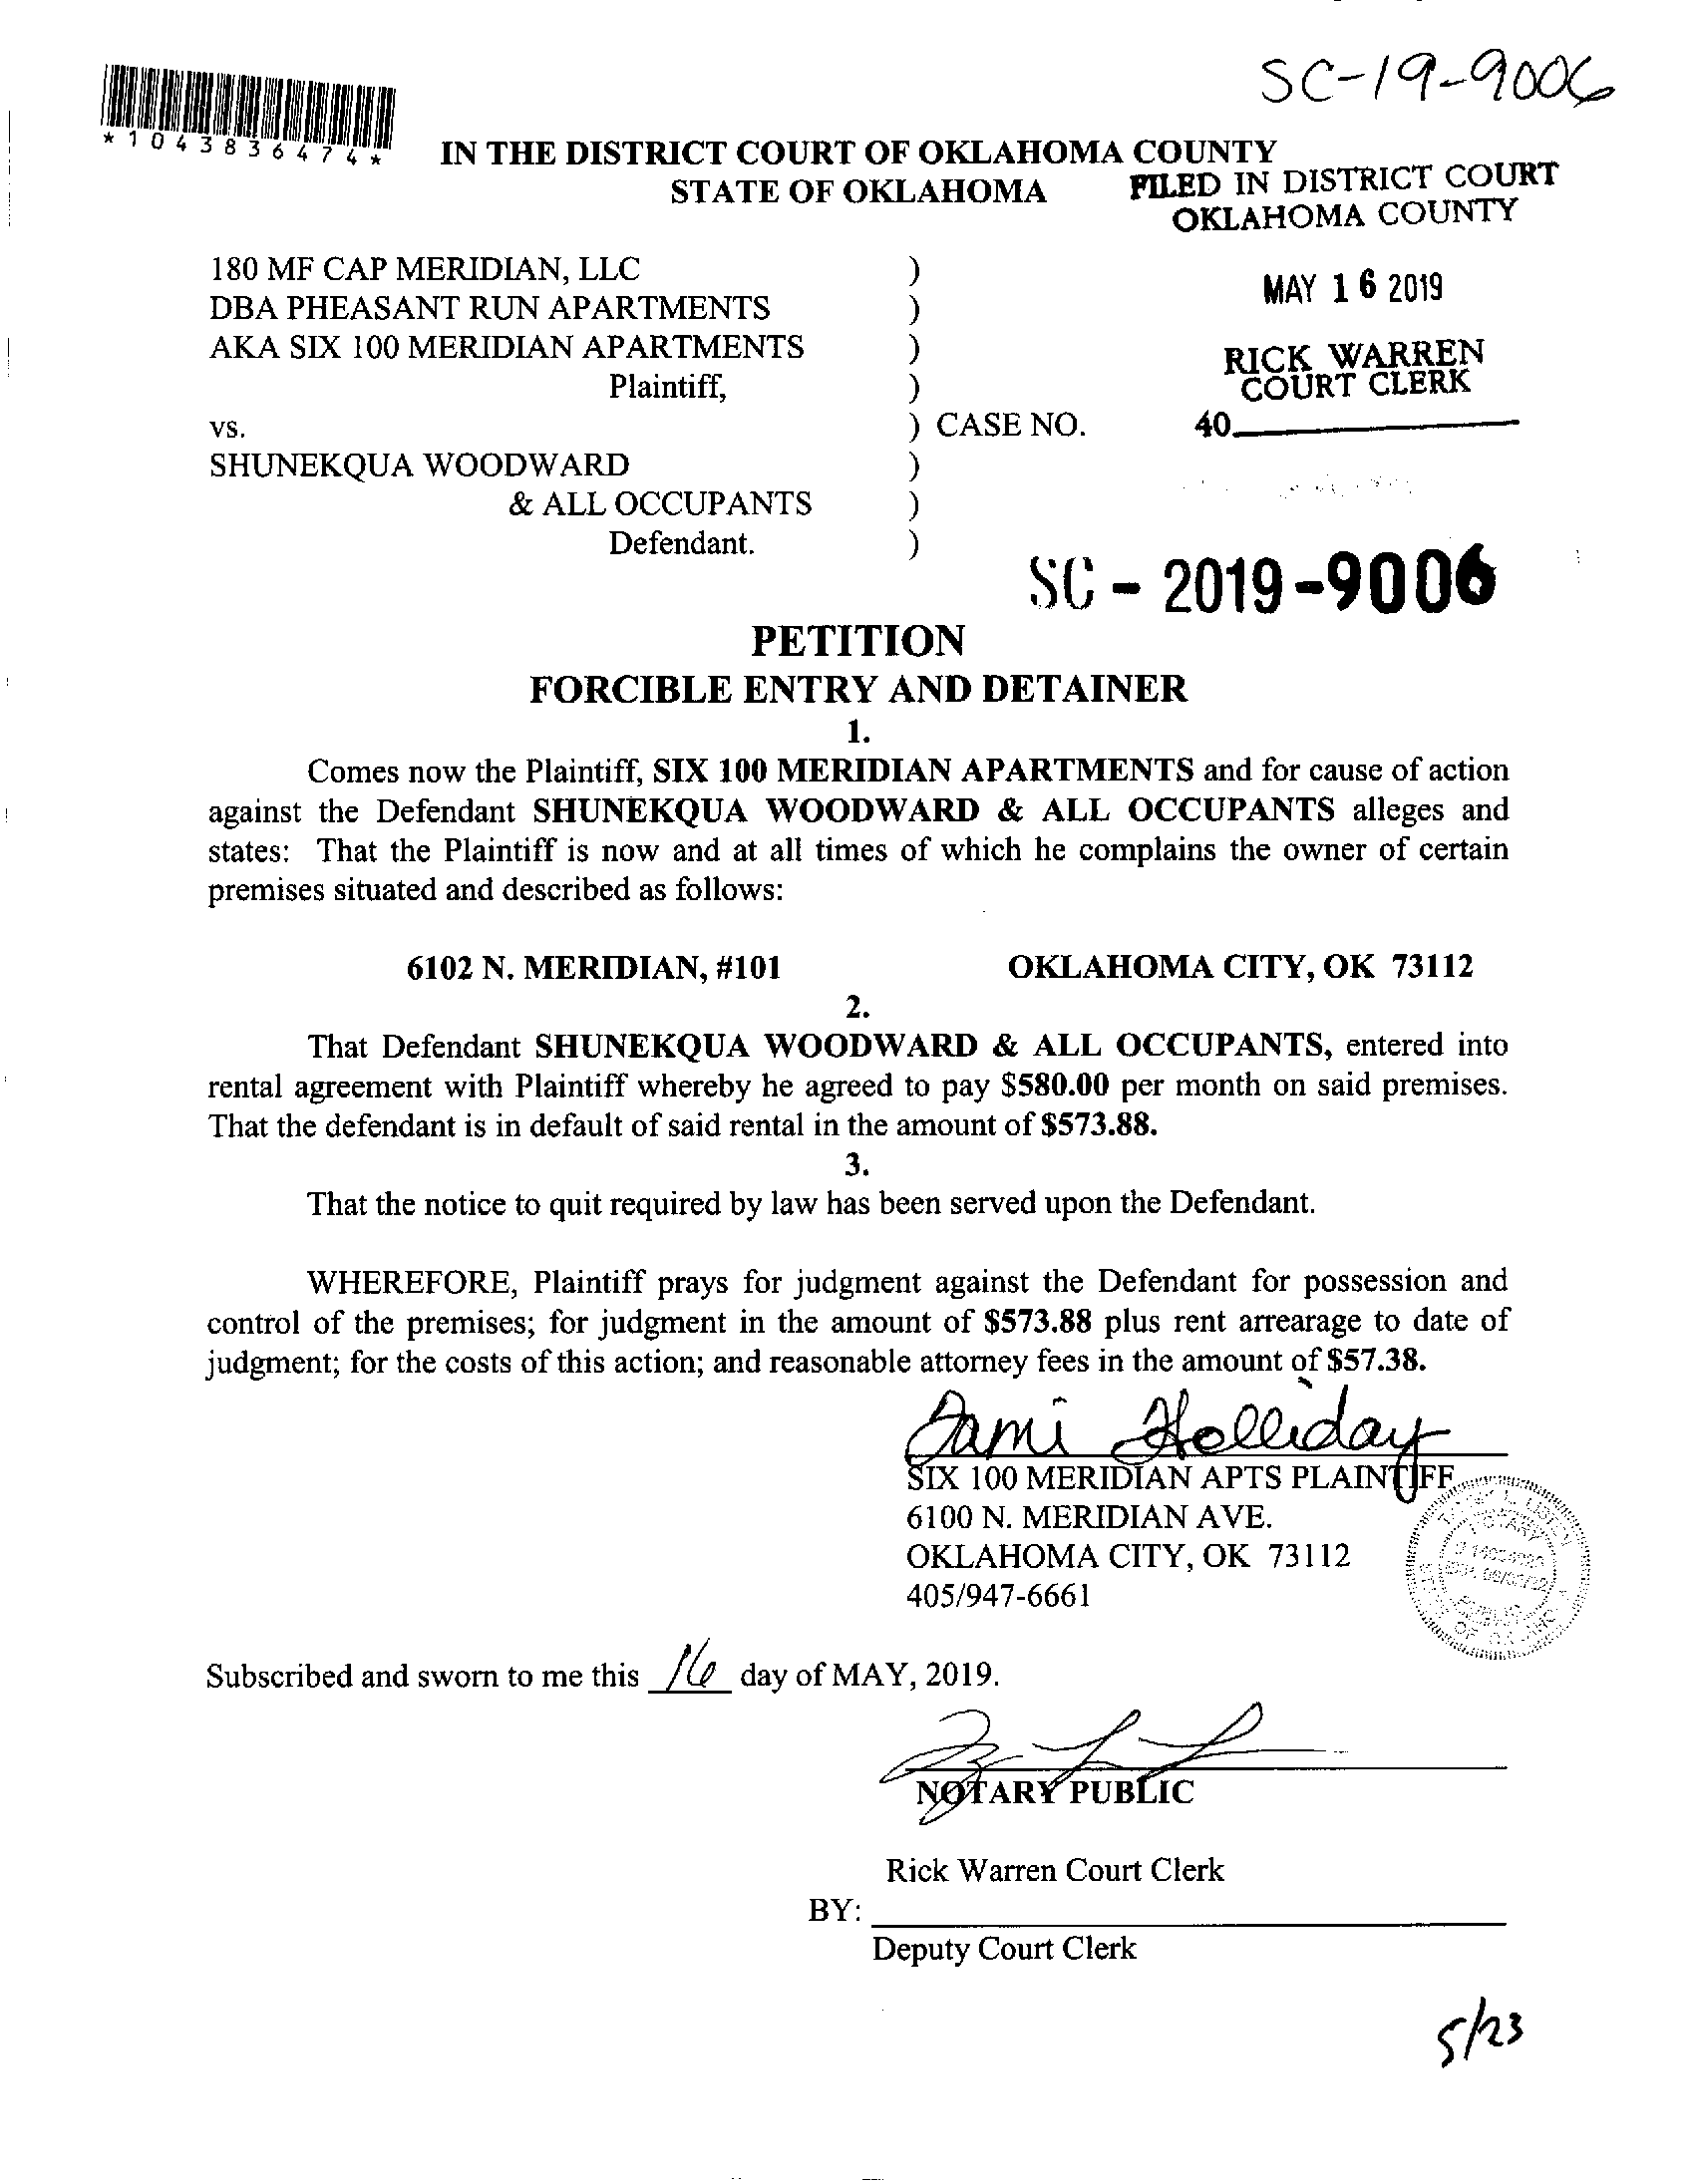 SC-19-9006
*1043836474*
IN THE DISTRICT COURT OF OKLAHOMA COUNTY
STATE OF OKLAHOMA
FILED IN DISTRICT COURT
OKLAHOMA COUNTY
MAY 16 2019
RICK WARREN
COURT CLERK
40
180 MF CAP MERIDIAN, LLC )
DBA PHEASANT RUN APARTMENTS )
AKA SIX 100 MERIDIAN APARTMENTS )
Plaintiff, )
vs. ) CASE NO.
SHUNEKQUA WOODWARD )
& ALL OCCUPANTS )
Defendant. )
SC - 2019 -9006
PETITION
FORCIBLE ENTRY AND DETAINER
1.
Comes now the Plaintiff, SIX 100 MERIDIAN APARTMENTS and for cause of action
against the Defendant SHUNEKQUA WOODWARD & ALL OCCUPANTS alleges and
states: That the Plaintiff is now and at all times of which he complains the owner of certain
premises situated and described as follows:
6102 N. MERIDIAN, #101 OKLAHOMA CITY, OK 73112
2.
That Defendant SHUNEKQUA WOODWARD & ALL OCCUPANTS, entered into
rental agreement with Plaintiff whereby he agreed to pay $580.00 per month on said premises.
That the defendant is in default of said rental in the amount of $573.88.
3.
That the notice to quit required by law has been served upon the Defendant.
WHEREFORE, Plaintiff prays for judgment against the Defendant for possession and
control of the premises; for judgment in the amount of $573.88 plus rent arrearage to date of
judgment; for the costs of this action; and reasonable attorney fees in the amount of $57.38.
Jami Holliday
SIX 100 MERIDIAN APTS PLAINTIFF
6100 N. MERIDIAN AVE.
OKLAHOMA CITY, OK 73112
405/947-6661
NOTARY
PUBLIC
Subscribed and sworn to me this 16 day of MAY, 2019.
NOTARY PUBLIC
Rick Warren Court Clerk
BY:
Deputy Court Clerk
5/23